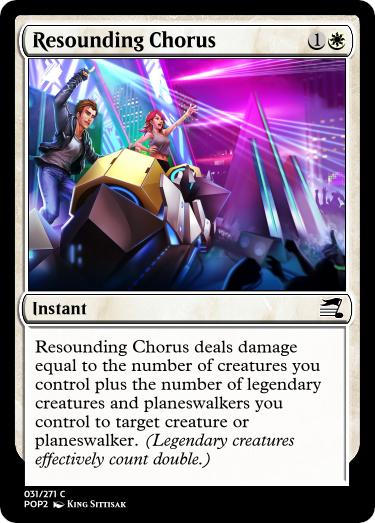 Resounding Chorus 1
Instant
Resounding Chorus deals damage
equal to the number of creatures you
control plus the number of legendary
creatures and planeswalkers you
control to target creature or
planeswalker. (Legendary creatures
effectively count double.)
031/271 C
POP2 King Sittisak